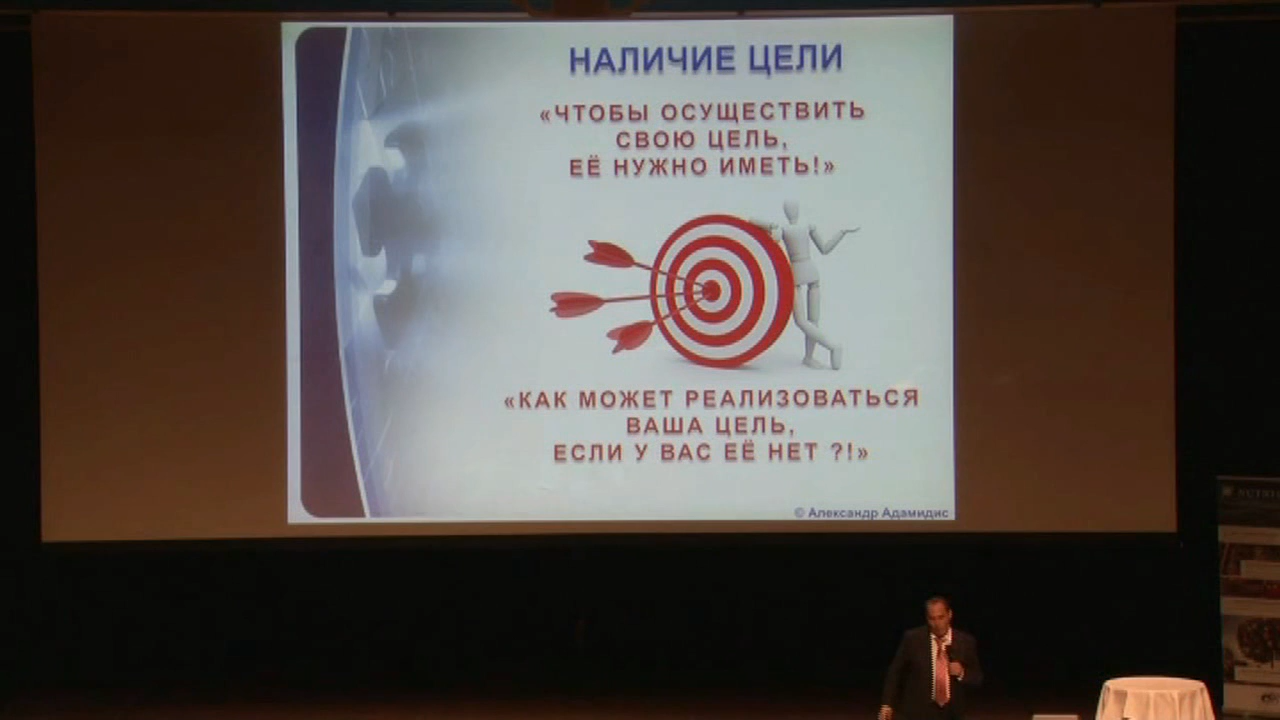 НАЛИЧИЕ ЦЕЛИ
«ЧТОБЫ ОСУЩЕСТВИТЬ
СВОЮ ЦЕЛЬ,
ЕЁ НУЖНО ИМЕТЬ!»
«КАК МОЖЕТ РЕАЛИЗОВАТЬСЯ
ВАША ЦЕЛЬ,
ЕСЛИ У ВАС ЕЁ НЕТ ?!»
© Александр Адамидис